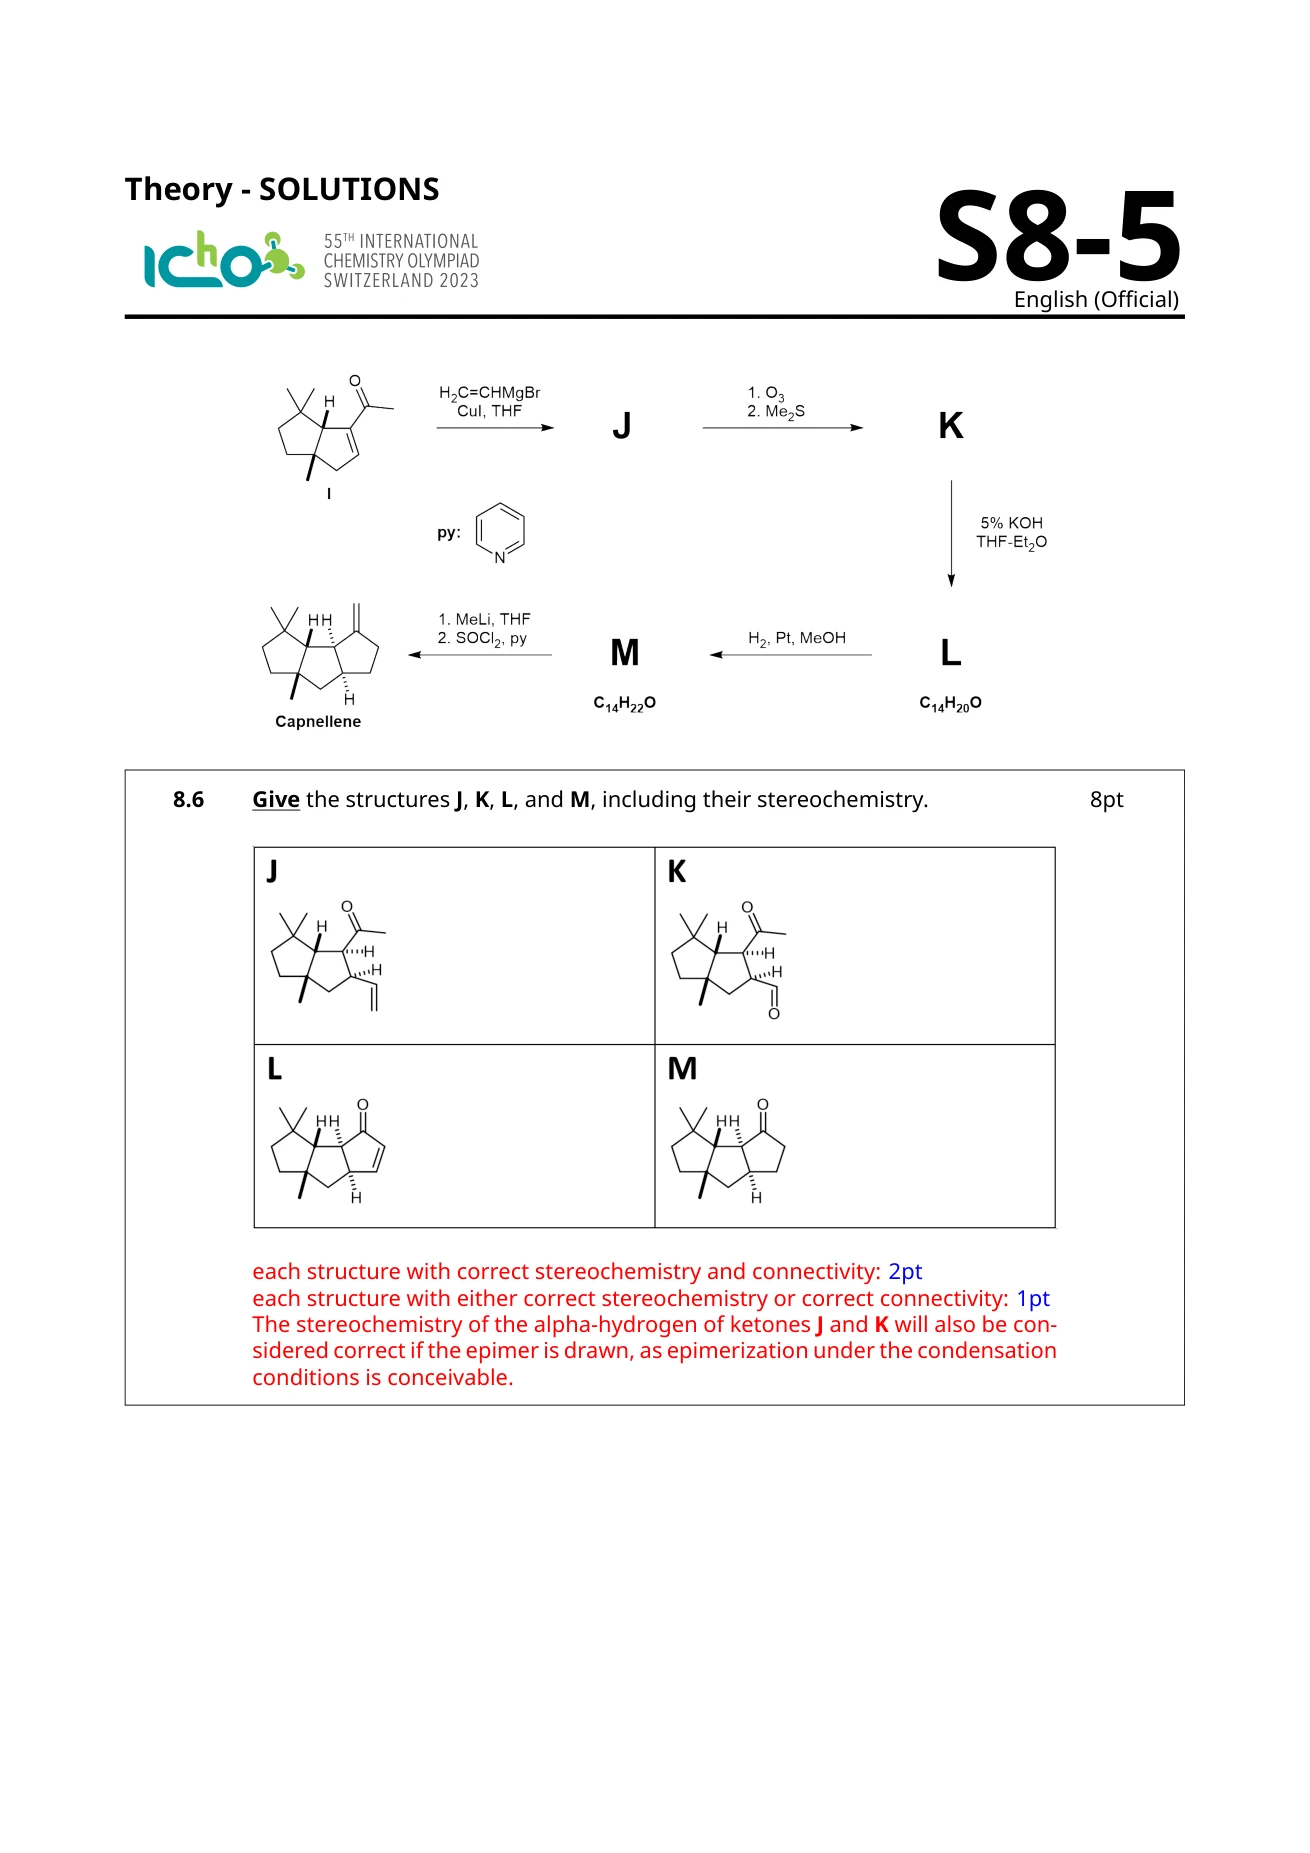 Theory - SOLUTIONS
IChO
55TH INTERNATIONAL
CHEMISTRY OLYMPIAD
SWITZERLAND 2023
S8-5
English (Official)
O
H
I
H2C=CHMgBr
CuI, THF
J
1. O3
2. Me2S
K
py:
N
5% KOH
THF-Et2O
H H
H
Capnellene
1. MeLi, THF
2. SOCl2, py
M
C14H22O
H2, Pt, MeOH
L
C14H20O
8.6 Give the structures J, K, L, and M, including their stereochemistry. 8pt
J
O
H
H
H
K
O
H
H
H
O
L
O
H H
H
M
O
H H
H
each structure with correct stereochemistry and connectivity: 2pt
each structure with either correct stereochemistry or correct connectivity: 1pt
The stereochemistry of the alpha-hydrogen of ketones J and K will also be con-
sidered correct if the epimer is drawn, as epimerization under the condensation
conditions is conceivable.